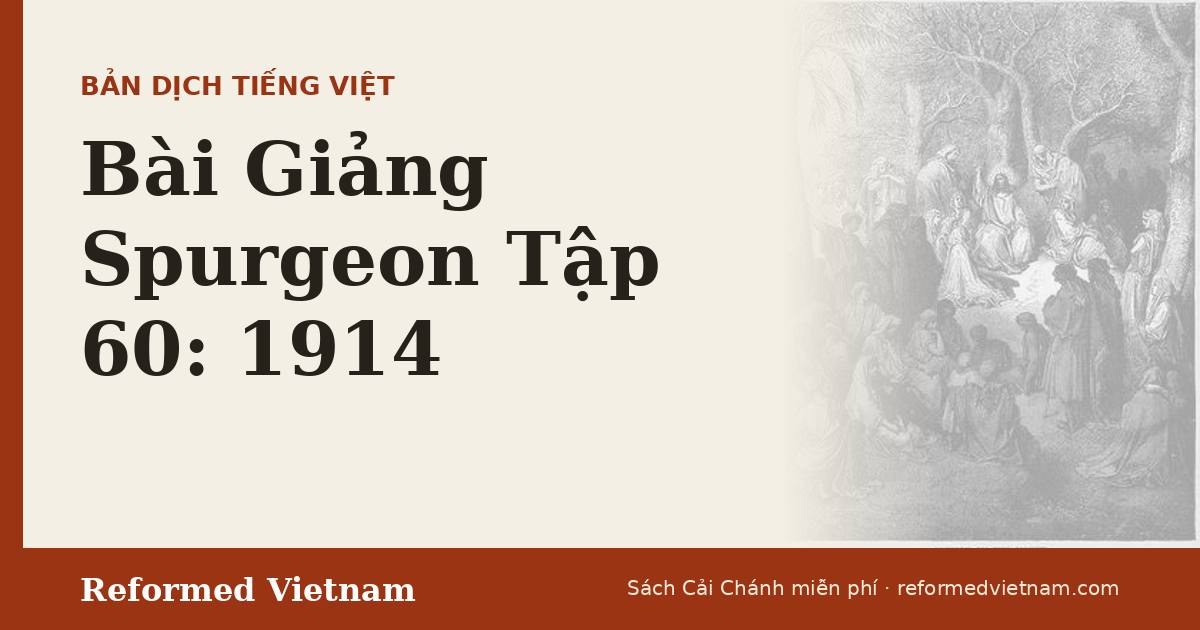 BẢN DỊCH TIẾNG VIỆT
Bài Giảng
Spurgeon Tập
60: 1914
Reformed Vietnam
Sách Cải Chánh miễn phí · reformedvietnam.com